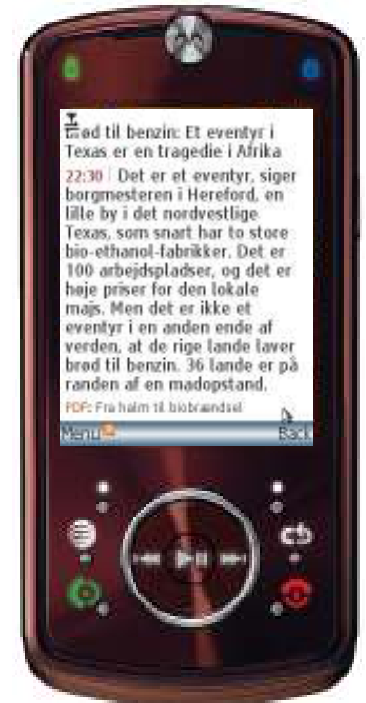 Brød til benzin: Et eventyr i
Texas er en tragedie i Afrika
22:30 Det er et eventyr, siger
borgmesteren i Hereford, en
lille by i det nordvestlige
Texas, som snart har to store
bio-ethanol-fabrikker. Det er
100 arbejdspladser, og det er
høje priser for den lokale
majs. Men det er ikke et
eventyr i en anden ende af
verden, at de rige lande laver
brød til benzin. 36 lande er på
randen af en madopstand.
PDF: Fra halm til biobrændsel
Menu Back